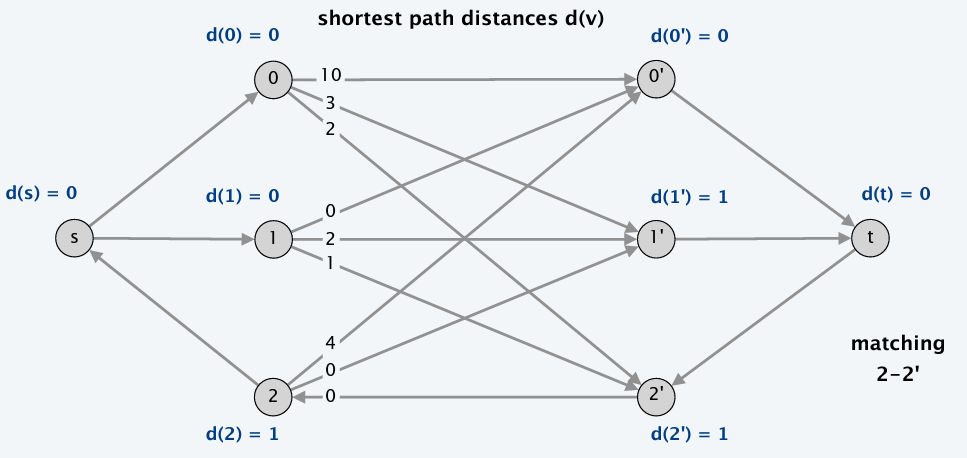 shortest path distances d(v)
d(0) = 0
d(0') = 0
0
10
3
2
0'
d(s) = 0
d(1) = 0
d(1') = 1
d(t) = 0
s
1
0
2
1
1'
t
4
0
0
matching
2-2'
2
2'
d(2) = 1
d(2') = 1